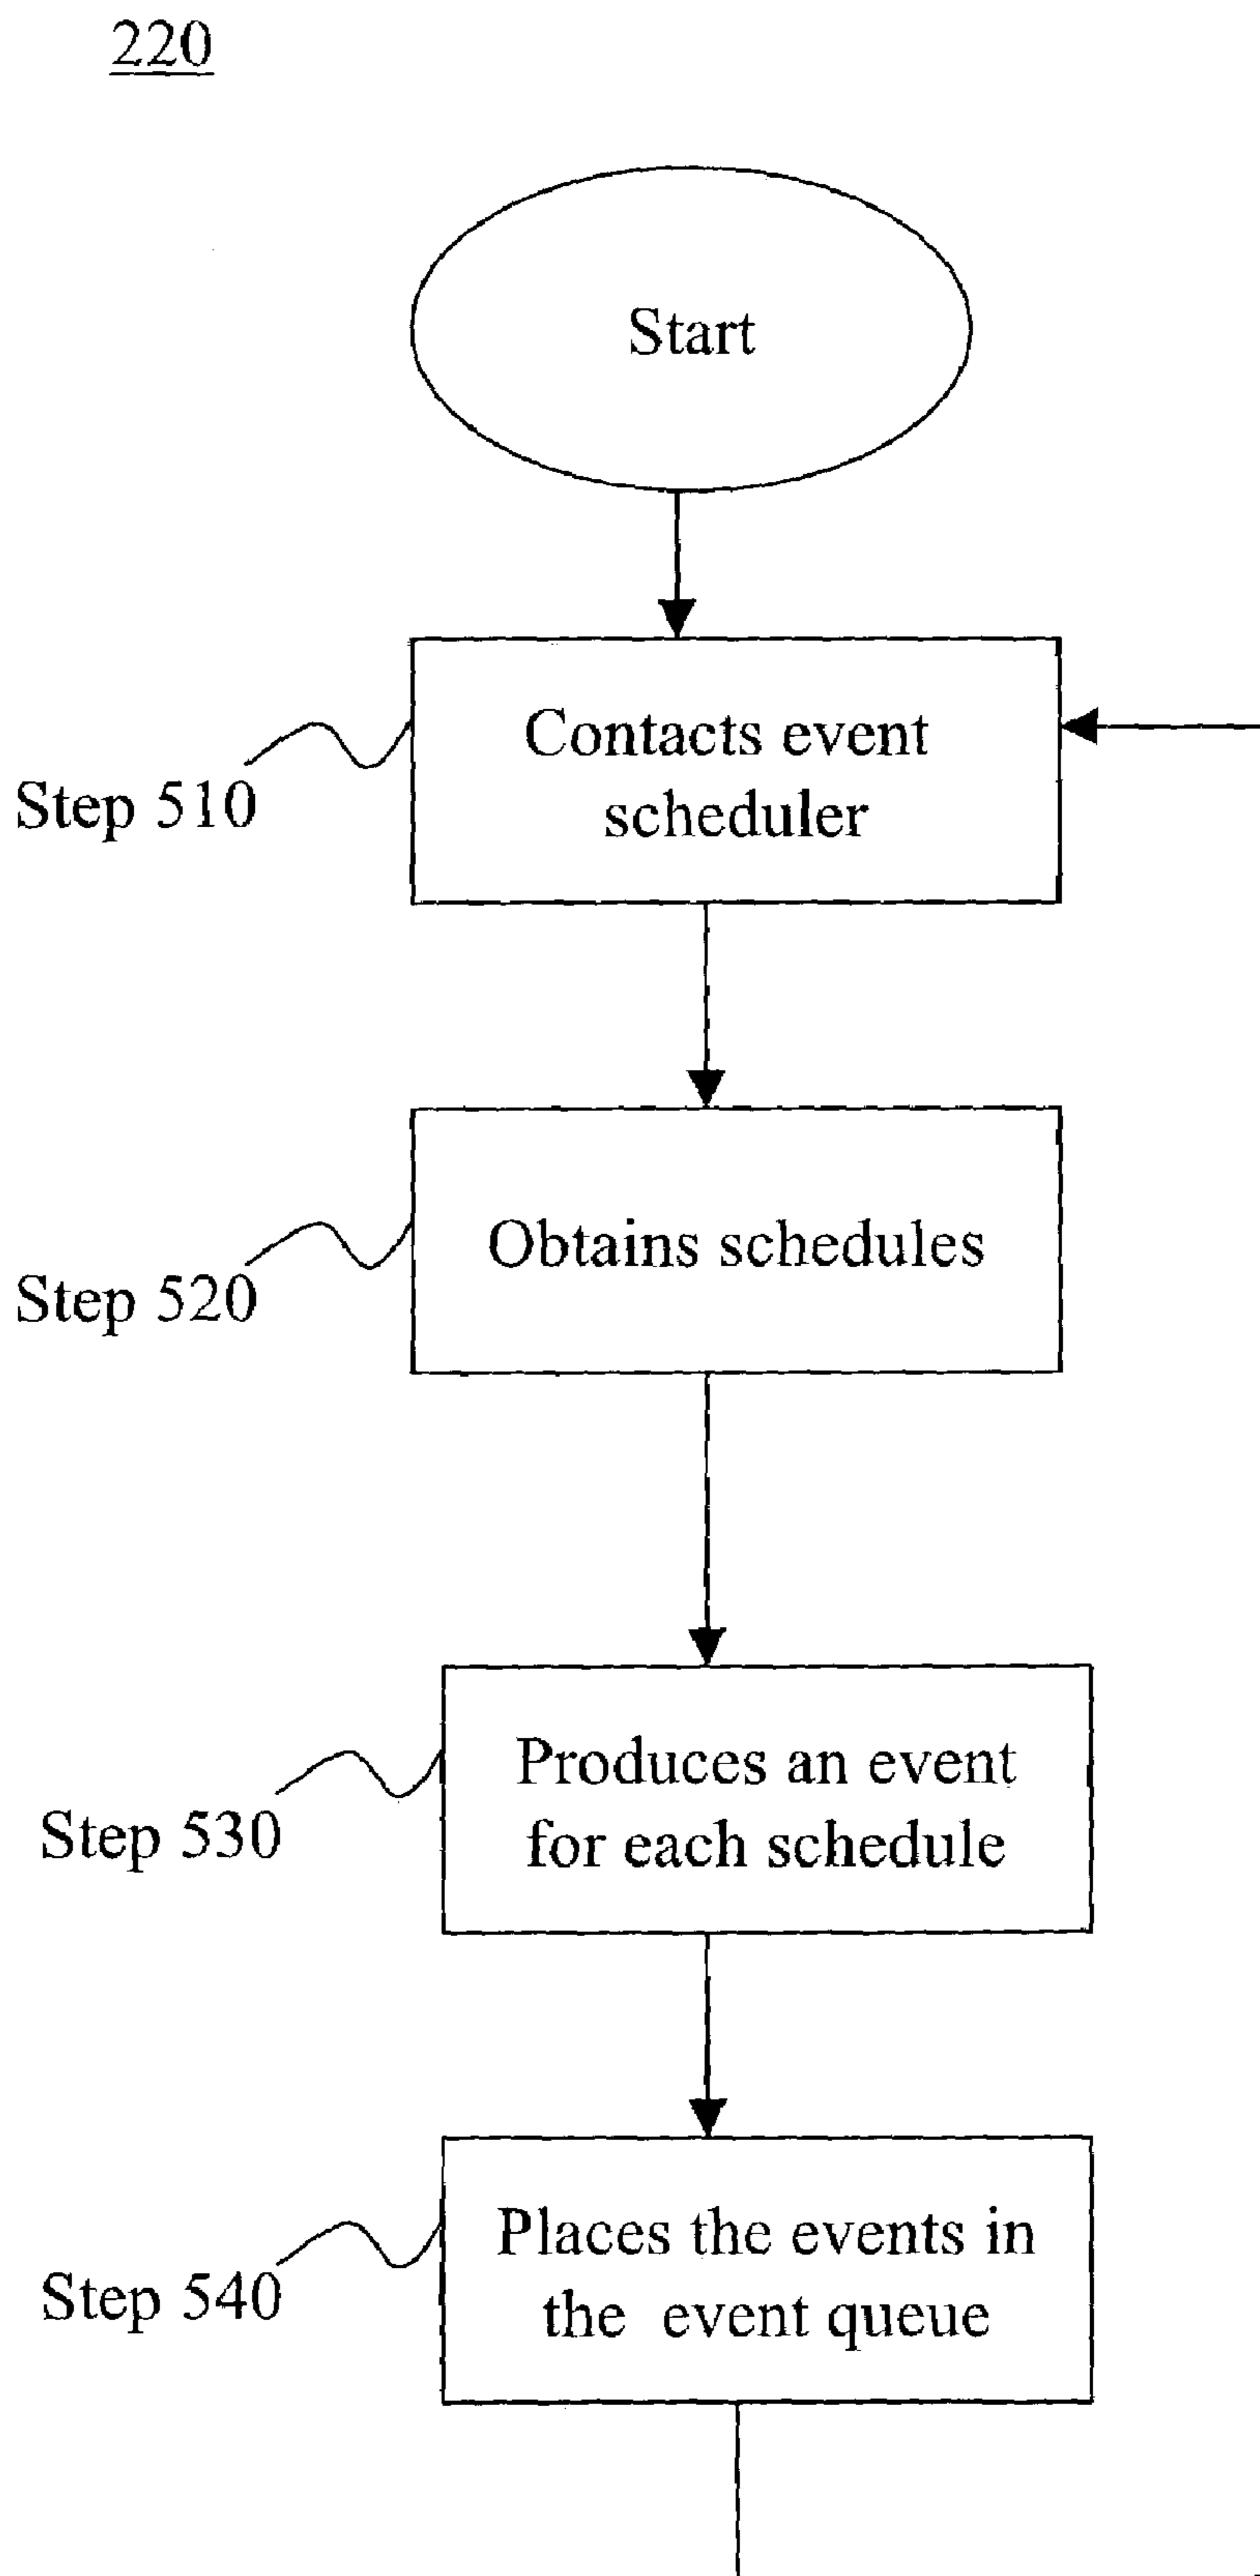 220
Start
Contacts event
scheduler
Step 510
Obtains schedules
Step 520
Produces an event
for each schedule
Step 530
Places the events in
the event queue
Step 540